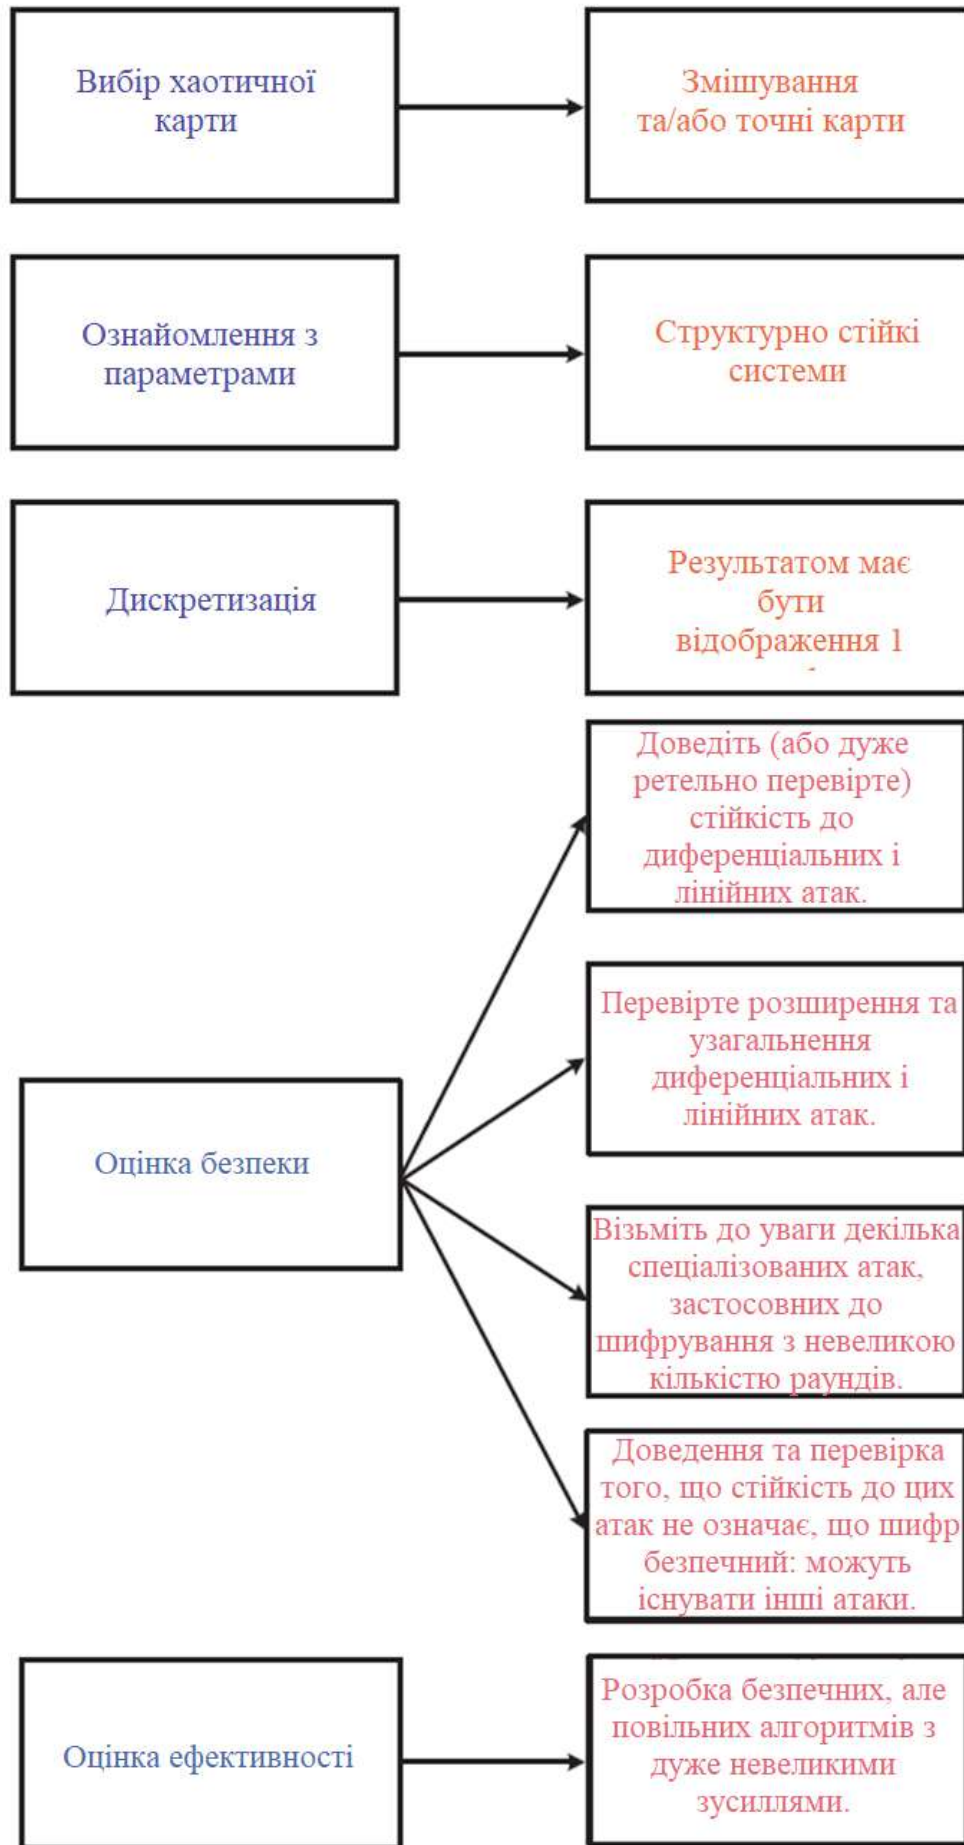 Вибір хаотичної
карти
Змішування
та/або точні карти
Ознайомлення з
параметрами
Структурно стійкі
системи
Дискретизація
Результатом має
бути
відображення 1
Доведіть (або дуже
ретельно перевірте)
стійкість до
диференціальних і
лінійних атак.
Перевірте розширення та
узагальнення
диференціальних і
лінійних атак.
Оцінка безпеки
Візьміть до уваги декілька
спеціалізованих атак,
застосовних до
шифрування з невеликою
кількістю раундів.
Доведення та перевірка
того, що стійкість до цих
атак не означає, що шифр
безпечний: можуть
існувати інші атаки.
Оцінка ефективності
Розробка безпечних, але
повільних алгоритмів з
дуже невеликими
зусиллями.